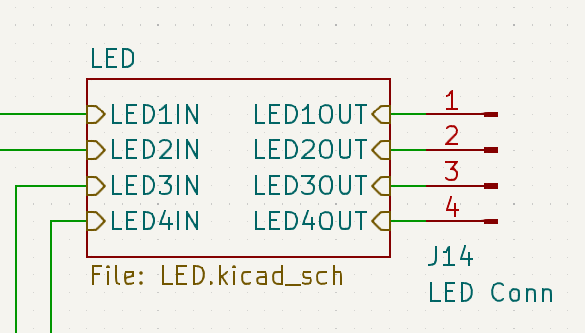 LED
LED1IN LED1OUT 1
LED2IN LED2OUT 2
LED3IN LED3OUT 3
LED4IN LED4OUT 4
J14
File: LED.kicad_sch
LED Conn